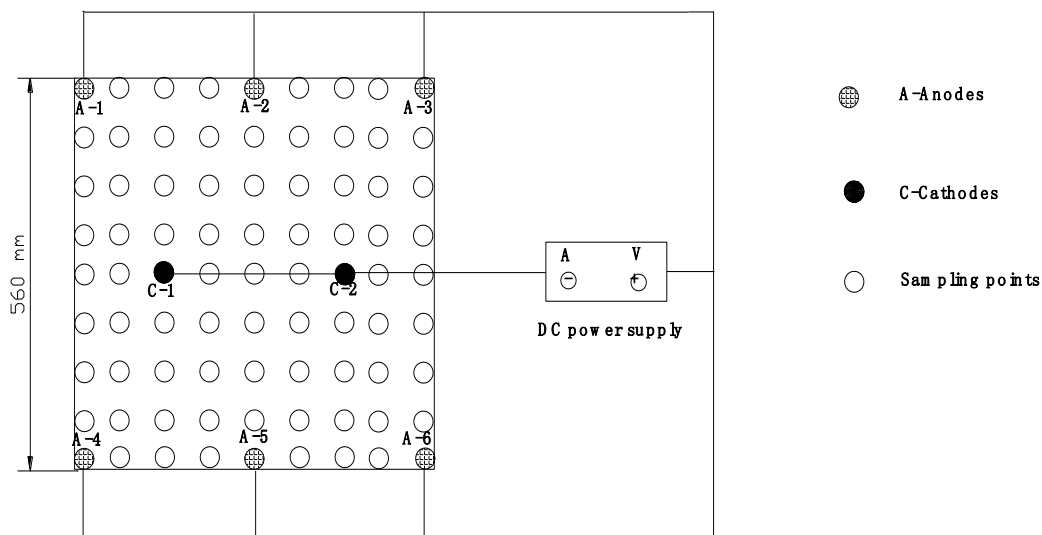 A-1
A-2
A-3
A-Anodes
C-Cathodes
A V
- +
C-1
C-2
Sampling points
560 mm
DC power supply
A-4
A-5
A-6